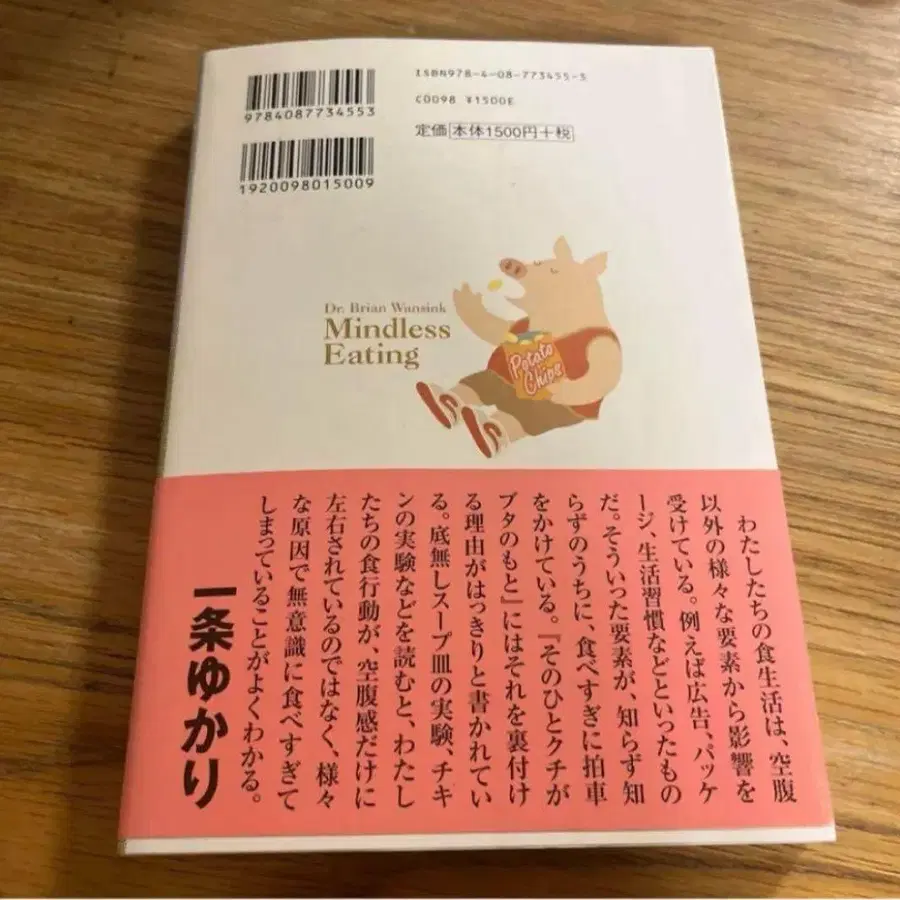 ISBN978-4-08-773455-3
C0098 ¥1500E
定価 本体1500円+税
9784087734553
1920098015009
Dr. Brian Wansink
Mindless
Eating
Potato
Chips
わたしたちの食生活は、空腹
以外の様々な要素から影響を
受けている。例えば広告、パッケ
ージ、生活習慣などといったもの
だ。そういった要素が、知らず知
らずのうちに、食べすぎに拍車
をかけている。『そのひとクチが
ブタのもと』にはそれを裏付け
る理由がはっきりと書かれてい
る。底無しスープ皿の実験、チキ
ンの実験などを読むと、わたし
たちの食行動が、空腹感だけに
左右されているのではなく、様々
な原因で無意識に食べすぎて
しまっていることがよくわかる。
一条ゆかり